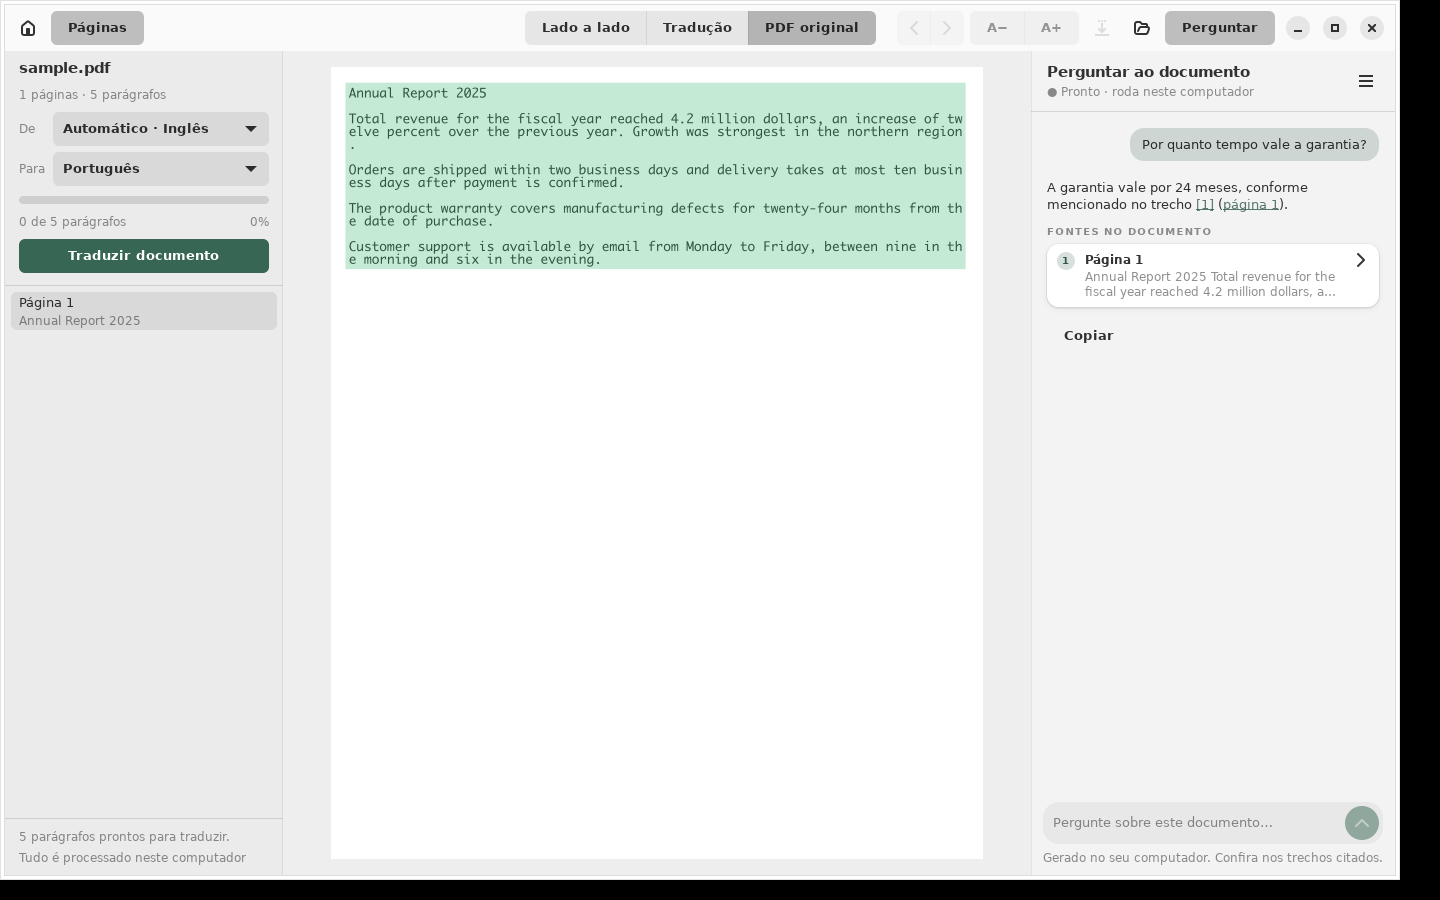 Páginas
Lado a lado
Tradução
PDF original
A−
A+
Perguntar
sample.pdf
1 páginas · 5 parágrafos
De
Automático · Inglês
Para
Português
0 de 5 parágrafos
0%
Traduzir documento
Página 1
Annual Report 2025
5 parágrafos prontos para traduzir.
Tudo é processado neste computador
Annual Report 2025
Total revenue for the fiscal year reached 4.2 million dollars, an increase of tw
elve percent over the previous year. Growth was strongest in the northern region
.
Orders are shipped within two business days and delivery takes at most ten busin
ess days after payment is confirmed.
The product warranty covers manufacturing defects for twenty-four months from th
e date of purchase.
Customer support is available by email from Monday to Friday, between nine in th
e morning and six in the evening.
Perguntar ao documento
● Pronto · roda neste computador
Por quanto tempo vale a garantia?
A garantia vale por 24 meses, conforme
mencionado no trecho [1] (página 1).
FONTES NO DOCUMENTO
1
Página 1
Annual Report 2025 Total revenue for the
fiscal year reached 4.2 million dollars, a…
Copiar
Pergunte sobre este documento…
Gerado no seu computador. Confira nos trechos citados.